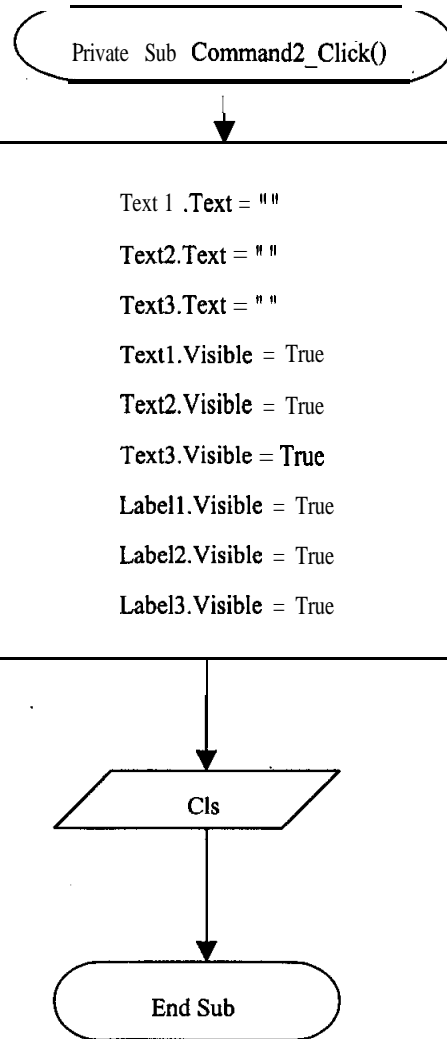 Private Sub Command2_Click()
Text 1 .Text = ""
Text2.Text = " "
Text3.Text = " "
Text1.Visible = True
Text2.Visible = True
Text3.Visible = True
Label1.Visible = True
Label2.Visible = True
Label3.Visible = True
Cls
End Sub